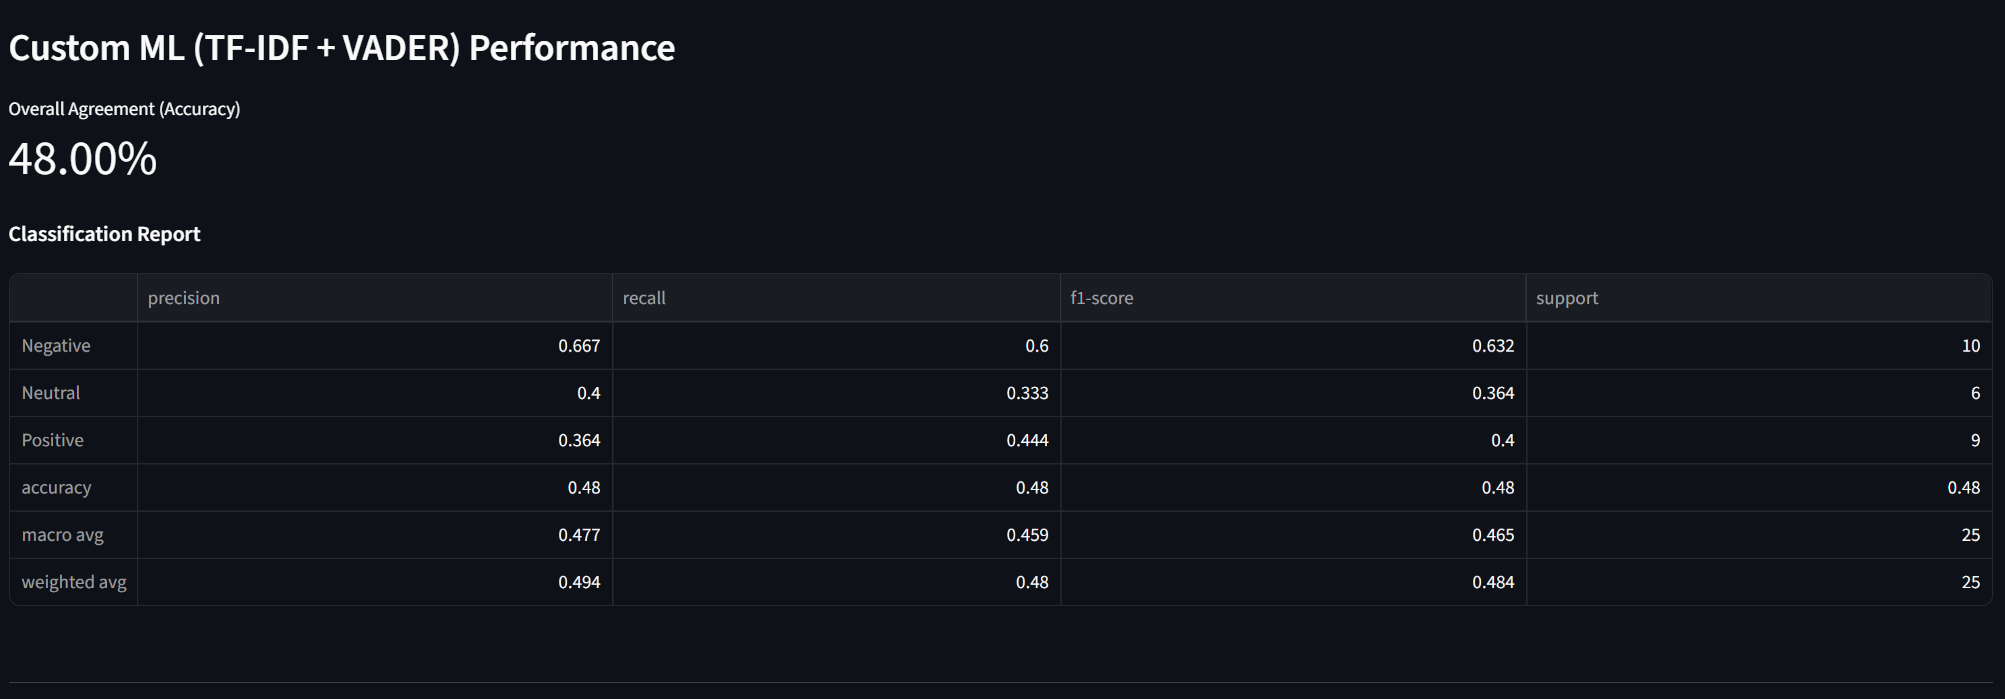 Custom ML (TF-IDF + VADER) Performance
Overall Agreement (Accuracy)
48.00%
Classification Report
precision recall f1-score support
Negative 0.667 0.6 0.632 10
Neutral 0.4 0.333 0.364 6
Positive 0.364 0.444 0.4 9
accuracy 0.48 0.48 0.48 0.48
macro avg 0.477 0.459 0.465 25
weighted avg 0.494 0.48 0.484 25